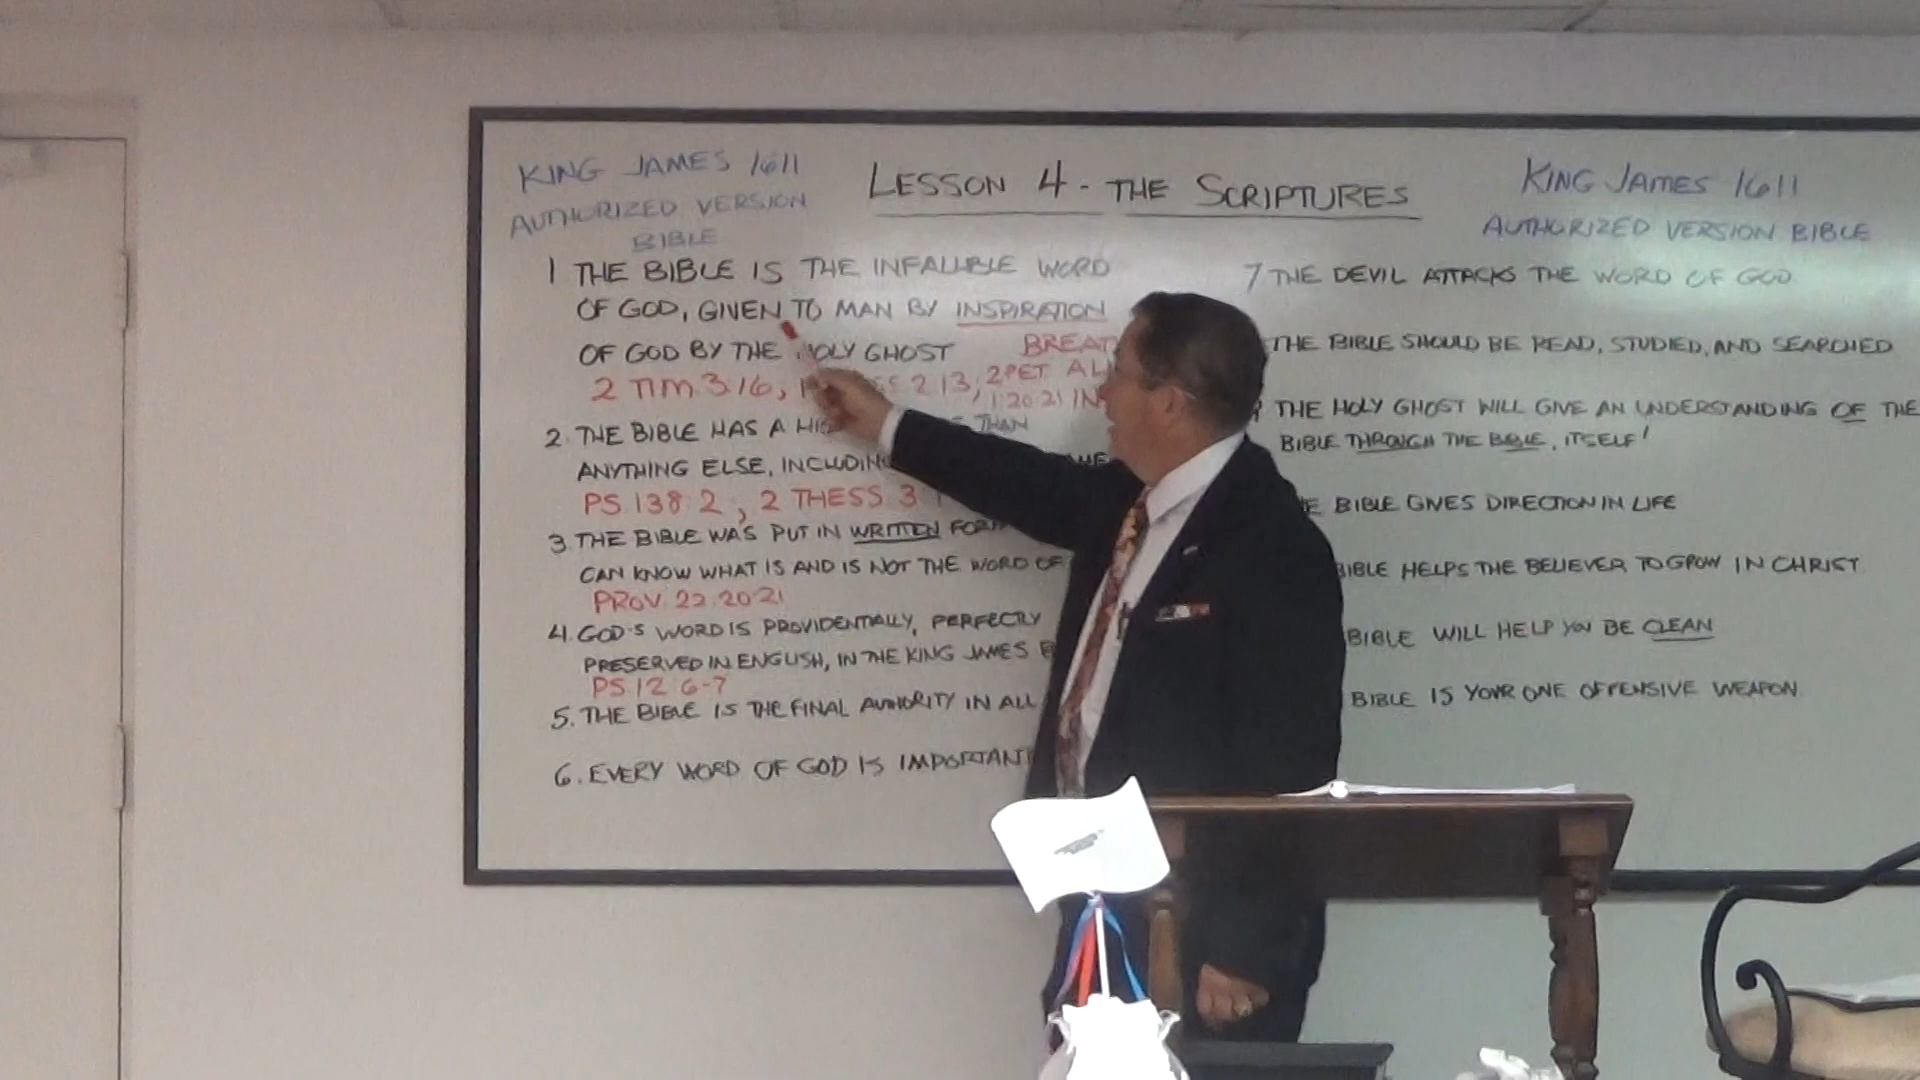 KING JAMES 1611
AUTHORIZED VERSION
BIBLE
LESSON 4 - THE SCRIPTURES
KING JAMES 1611
AUTHORIZED VERSION BIBLE
1 THE BIBLE IS THE INFALLIBLE WORD
OF GOD, GIVEN TO MAN BY INSPIRATION
OF GOD BY THE HOLY GHOST
BREAT
2 TIM 3:16, 2:13, 2 PET
1:20-21
2. THE BIBLE HAS A THAN
ANYTHING ELSE, INCLUDING
PS 138:2, 2 THESS 3
3. THE BIBLE WAS PUT IN WRITTEN FORM
CAN KNOW WHAT IS AND IS NOT THE WORD OF
PROV 22:20-21
4. GOD'S WORD IS PROVIDENTIALLY, PERFECTLY
PRESERVED IN ENGLISH, IN THE KING JAMES
PS 12:6-7
5. THE BIBLE IS THE FINAL AUTHORITY IN ALL
6. EVERY WORD OF GOD IS IMPORTANT
7 THE DEVIL ATTACKS THE WORD OF GOD
THE BIBLE SHOULD BE READ, STUDIED, AND SEARCHED
THE HOLY GHOST WILL GIVE AN UNDERSTANDING OF THE
BIBLE THROUGH THE BIBLE, ITSELF!
BIBLE GIVES DIRECTION IN LIFE
BIBLE HELPS THE BELIEVER TO GROW IN CHRIST
BIBLE WILL HELP YOU BE CLEAN
BIBLE IS YOUR ONE OFFENSIVE WEAPON